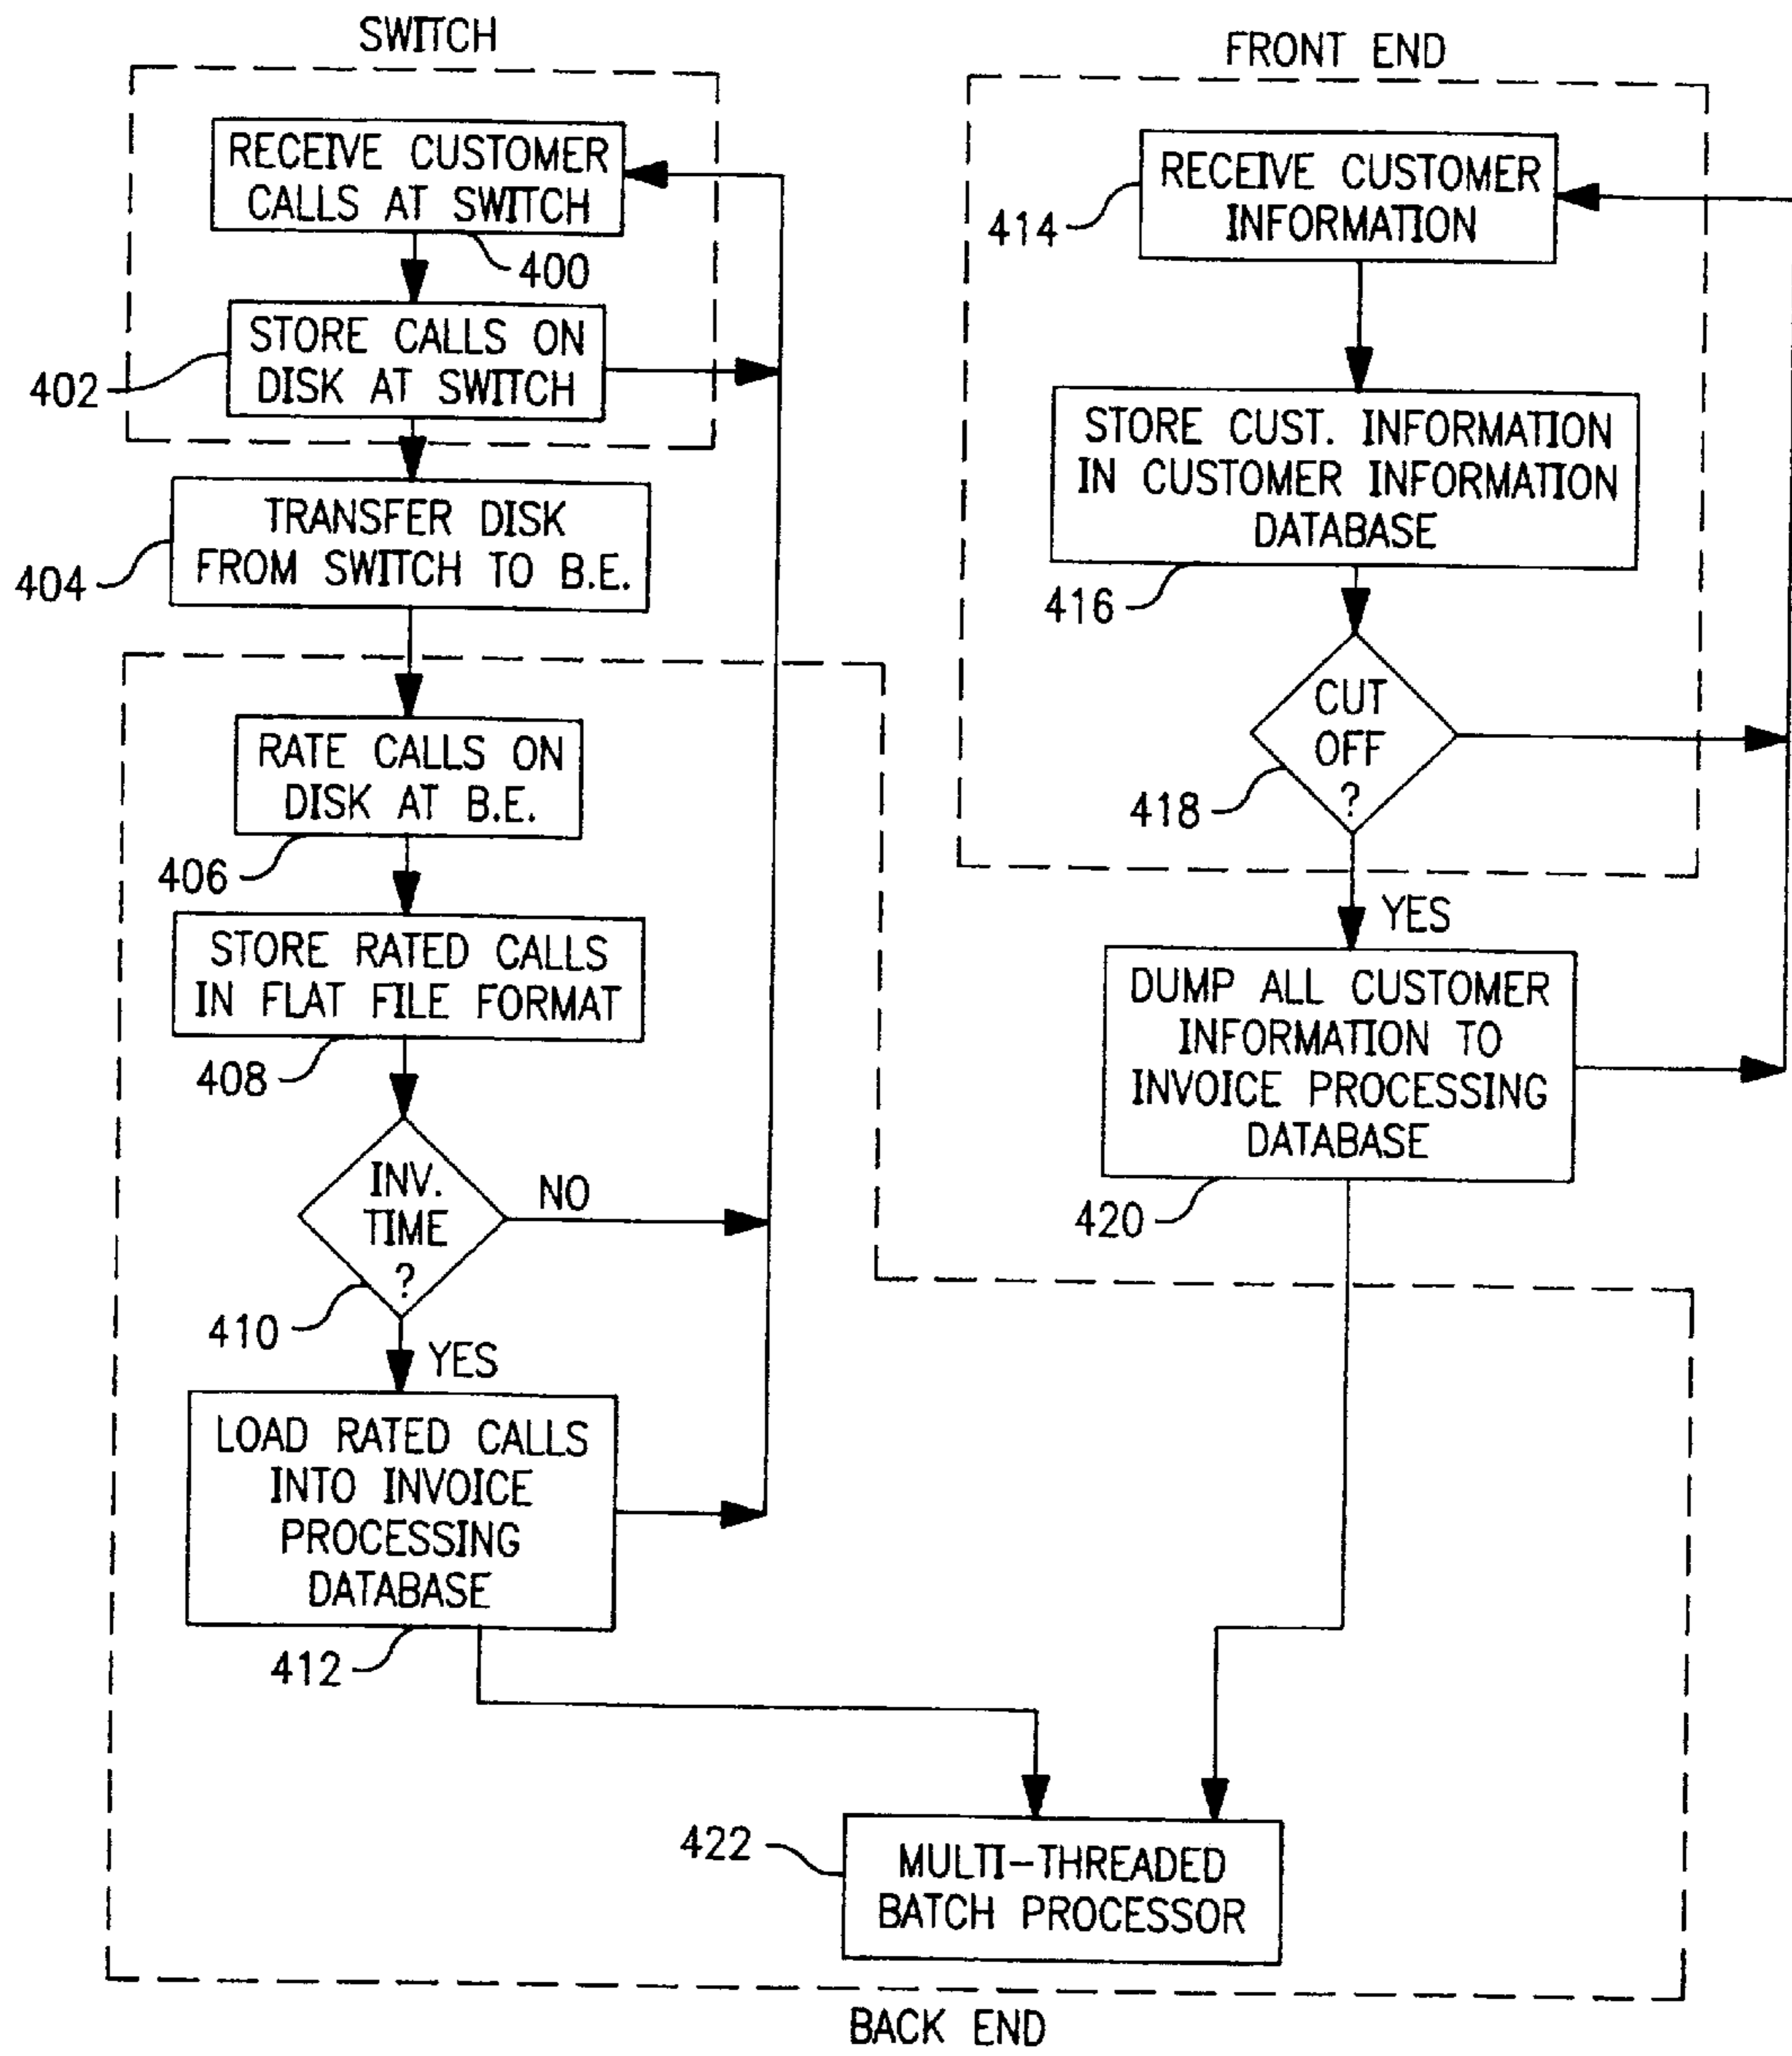 SWITCH
RECEIVE CUSTOMER
CALLS AT SWITCH
400
STORE CALLS ON
DISK AT SWITCH
402
TRANSFER DISK
FROM SWITCH TO B.E.
404
RATE CALLS ON
DISK AT B.E.
406
STORE RATED CALLS
IN FLAT FILE FORMAT
408
INV.
TIME
?
NO
410
YES
LOAD RATED CALLS
INTO INVOICE
PROCESSING
DATABASE
412
FRONT END
RECEIVE CUSTOMER
INFORMATION
414
STORE CUST. INFORMATION
IN CUSTOMER INFORMATION
DATABASE
416
CUT
OFF
?
418
YES
DUMP ALL CUSTOMER
INFORMATION TO
INVOICE PROCESSING
DATABASE
420
422
MULTI-THREADED
BATCH PROCESSOR
BACK END